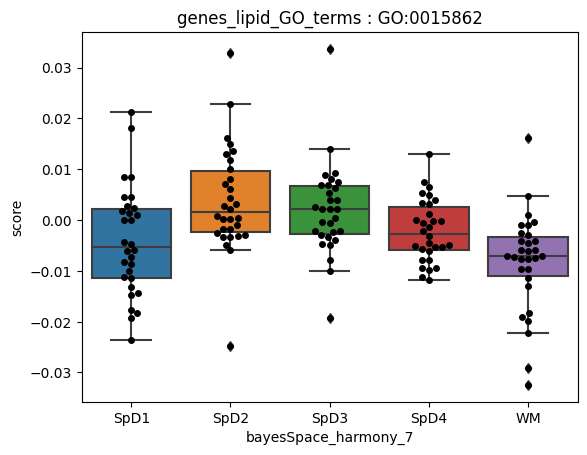 genes_lipid_GO_terms : GO:0015862
0.03
0.02
0.01
0.00
−0.01
−0.02
−0.03
score
SpD1 SpD2 SpD3 SpD4 WM
bayesSpace_harmony_7